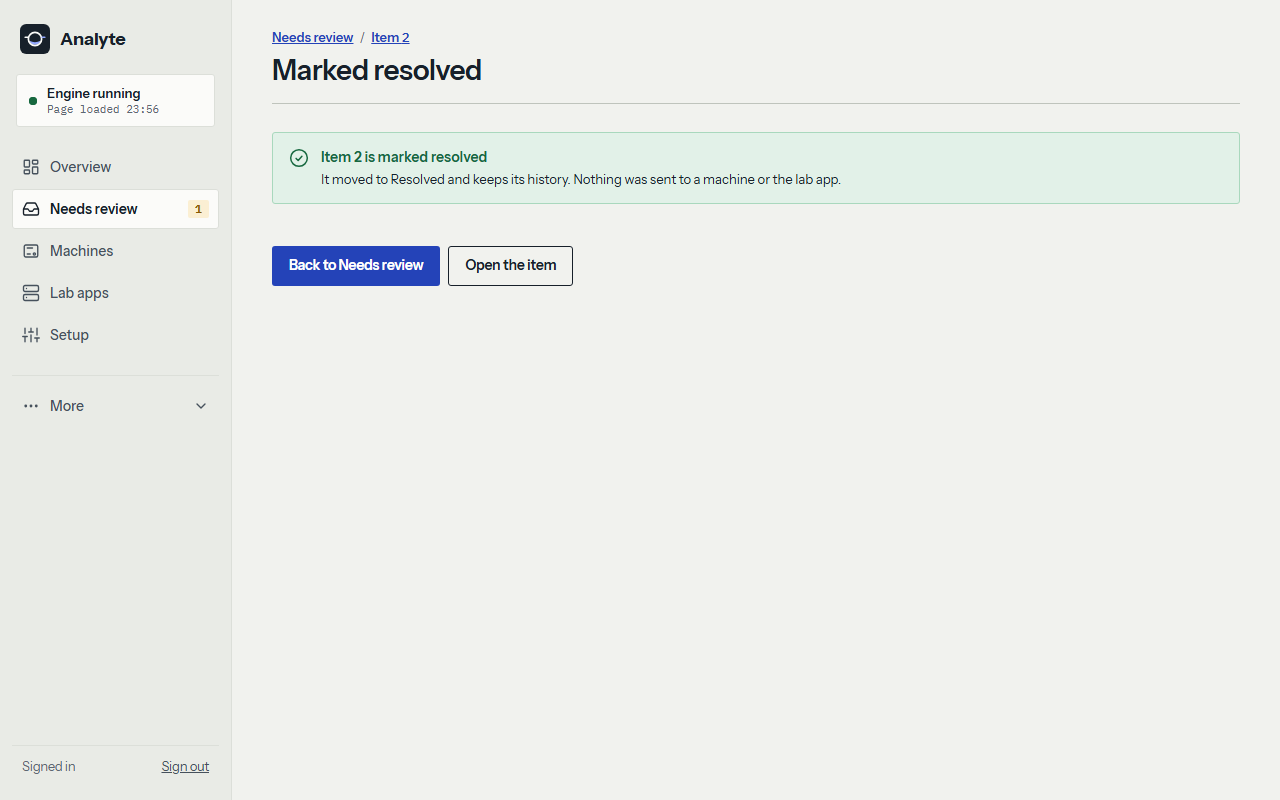 Analyte
Engine running
Page loaded 23:56
Overview
Needs review 1
Machines
Lab apps
Setup
More
Signed in Sign out
Needs review / Item 2
Marked resolved
Item 2 is marked resolved
It moved to Resolved and keeps its history. Nothing was sent to a machine or the lab app.
Back to Needs review Open the item